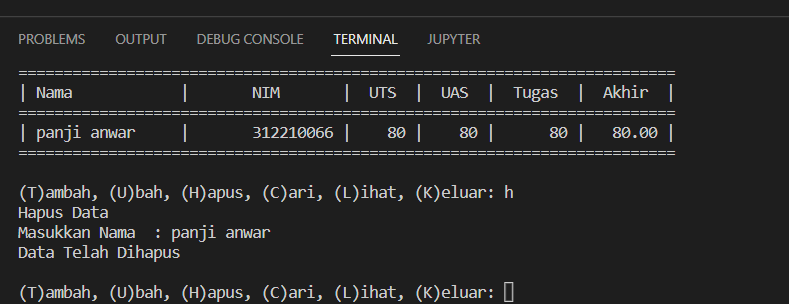 PROBLEMS OUTPUT DEBUG CONSOLE TERMINAL JUPYTER
=========================================================================
| Nama            |       NIM       |  UTS  |  UAS  |   Tugas  |  Akhir  |
=========================================================================
| panji anwar     |       312210066 |    80 |    80 |       80 |   80.00 |
=========================================================================
(T)ambah, (U)bah, (H)apus, (C)ari, (L)ihat, (K)eluar: h
Hapus Data
Masukkan Nama  : panji anwar
Data Telah Dihapus
(T)ambah, (U)bah, (H)apus, (C)ari, (L)ihat, (K)eluar: